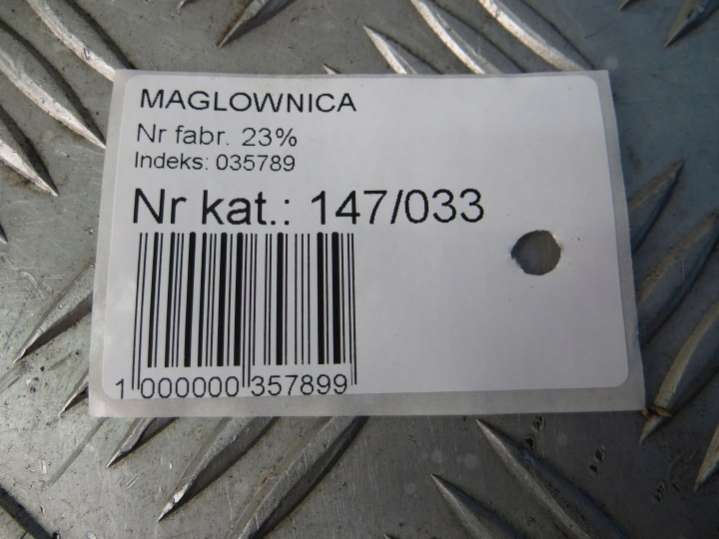 MAGLOWNICA
Nr fabr. 23%
Indeks: 035789
Nr kat.: 147/033
1 000000 357899